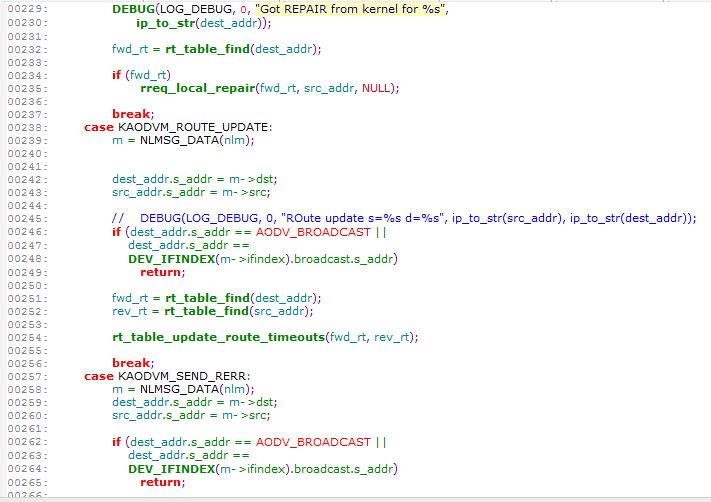 00229: DEBUG(LOG_DEBUG, 0, "Got REPAIR from kernel for %s",
00230: ip_to_str(dest_addr));
00231:
00232: fwd_rt = rt_table_find(dest_addr);
00233:
00234: if (fwd_rt)
00235: rreq_local_repair(fwd_rt, src_addr, NULL);
00236:
00237: break;
00238: case KAODVM_ROUTE_UPDATE:
00239: m = NLMSG_DATA(nlm);
00240:
00241:
00242: dest_addr.s_addr = m->dst;
00243: src_addr.s_addr = m->src;
00244:
00245: // DEBUG(LOG_DEBUG, 0, "ROute update s=%s d=%s", ip_to_str(src_addr), ip_to_str(dest_addr));
00246: if (dest_addr.s_addr == AODV_BROADCAST ||
00247: dest_addr.s_addr ==
00248: DEV_IFINDEX(m->ifindex).broadcast.s_addr)
00249: return;
00250:
00251: fwd_rt = rt_table_find(dest_addr);
00252: rev_rt = rt_table_find(src_addr);
00253:
00254: rt_table_update_route_timeouts(fwd_rt, rev_rt);
00255:
00256: break;
00257: case KAODVM_SEND_RERR:
00258: m = NLMSG_DATA(nlm);
00259: dest_addr.s_addr = m->dst;
00260: src_addr.s_addr = m->src;
00261:
00262: if (dest_addr.s_addr == AODV_BROADCAST ||
00263: dest_addr.s_addr ==
00264: DEV_IFINDEX(m->ifindex).broadcast.s_addr)
00265: return;
00266: